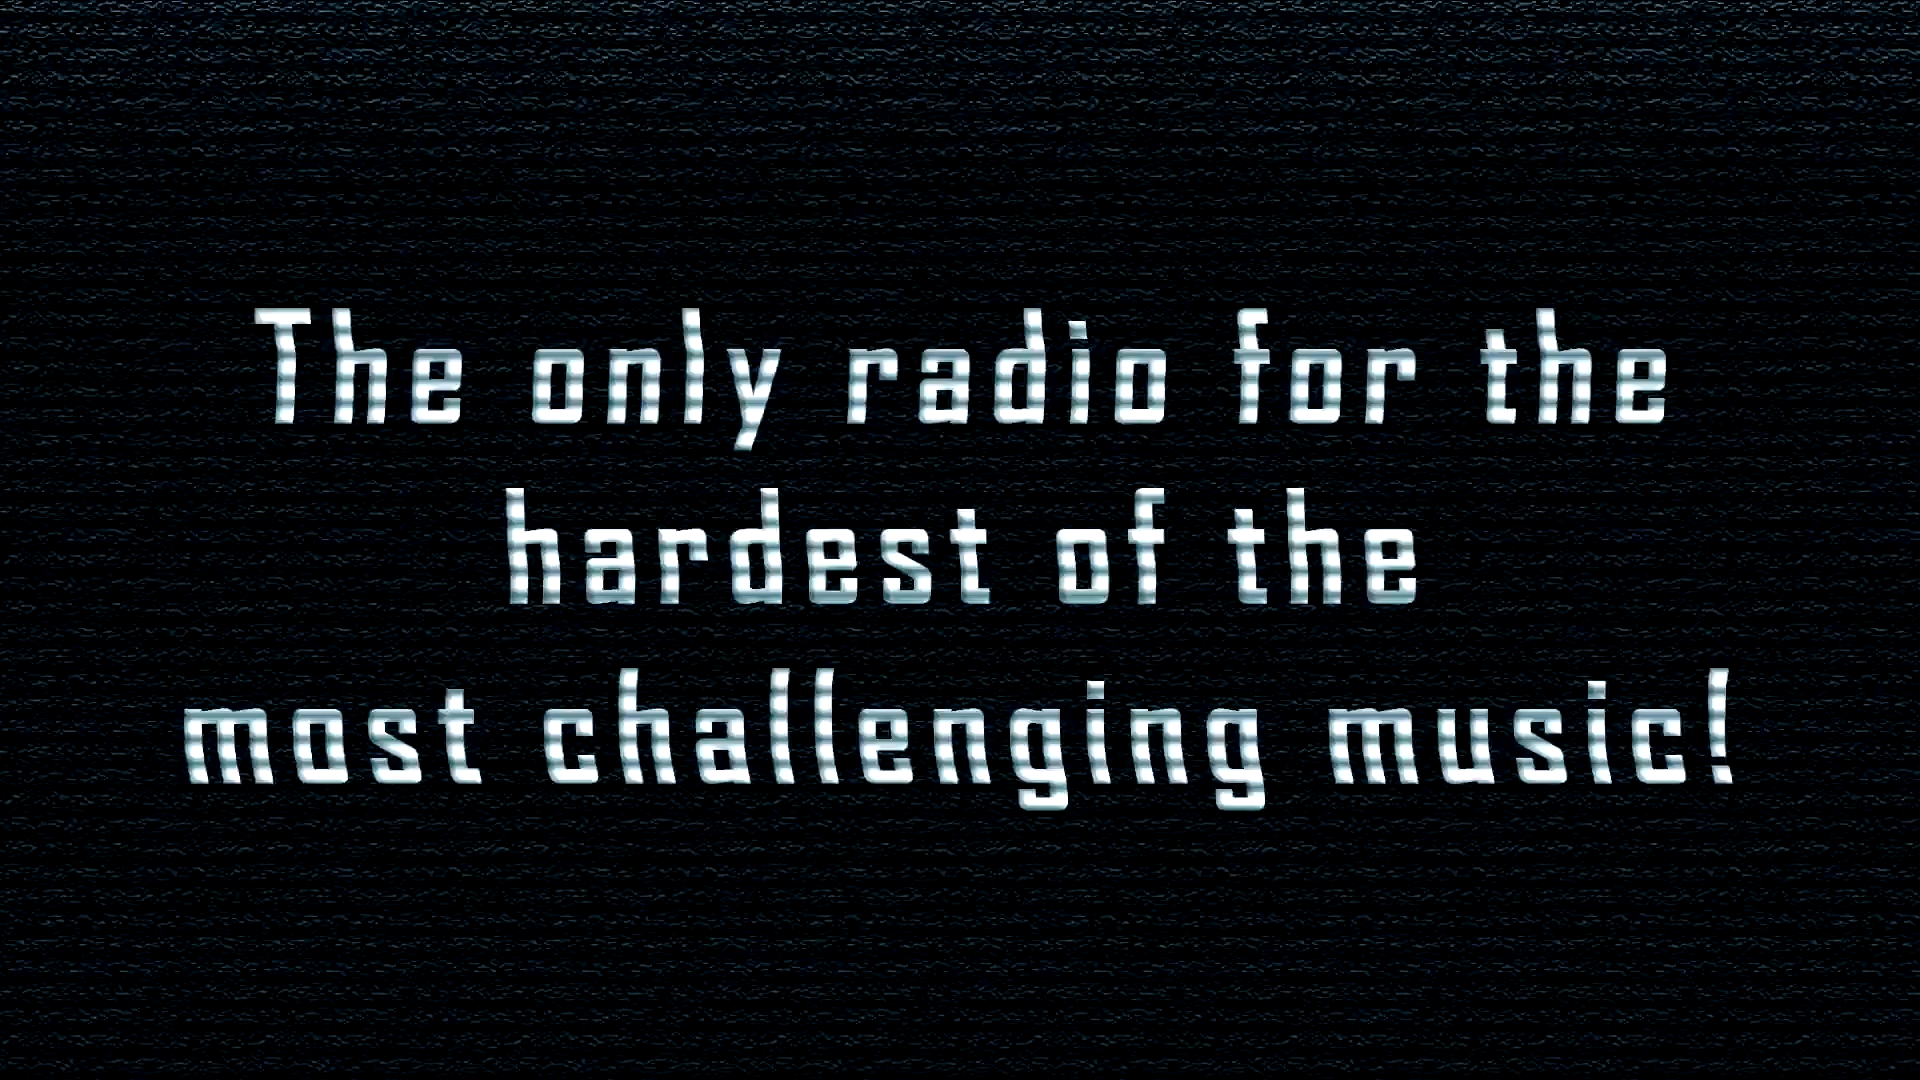 The only radio for the
hardest of the
most challenging music!